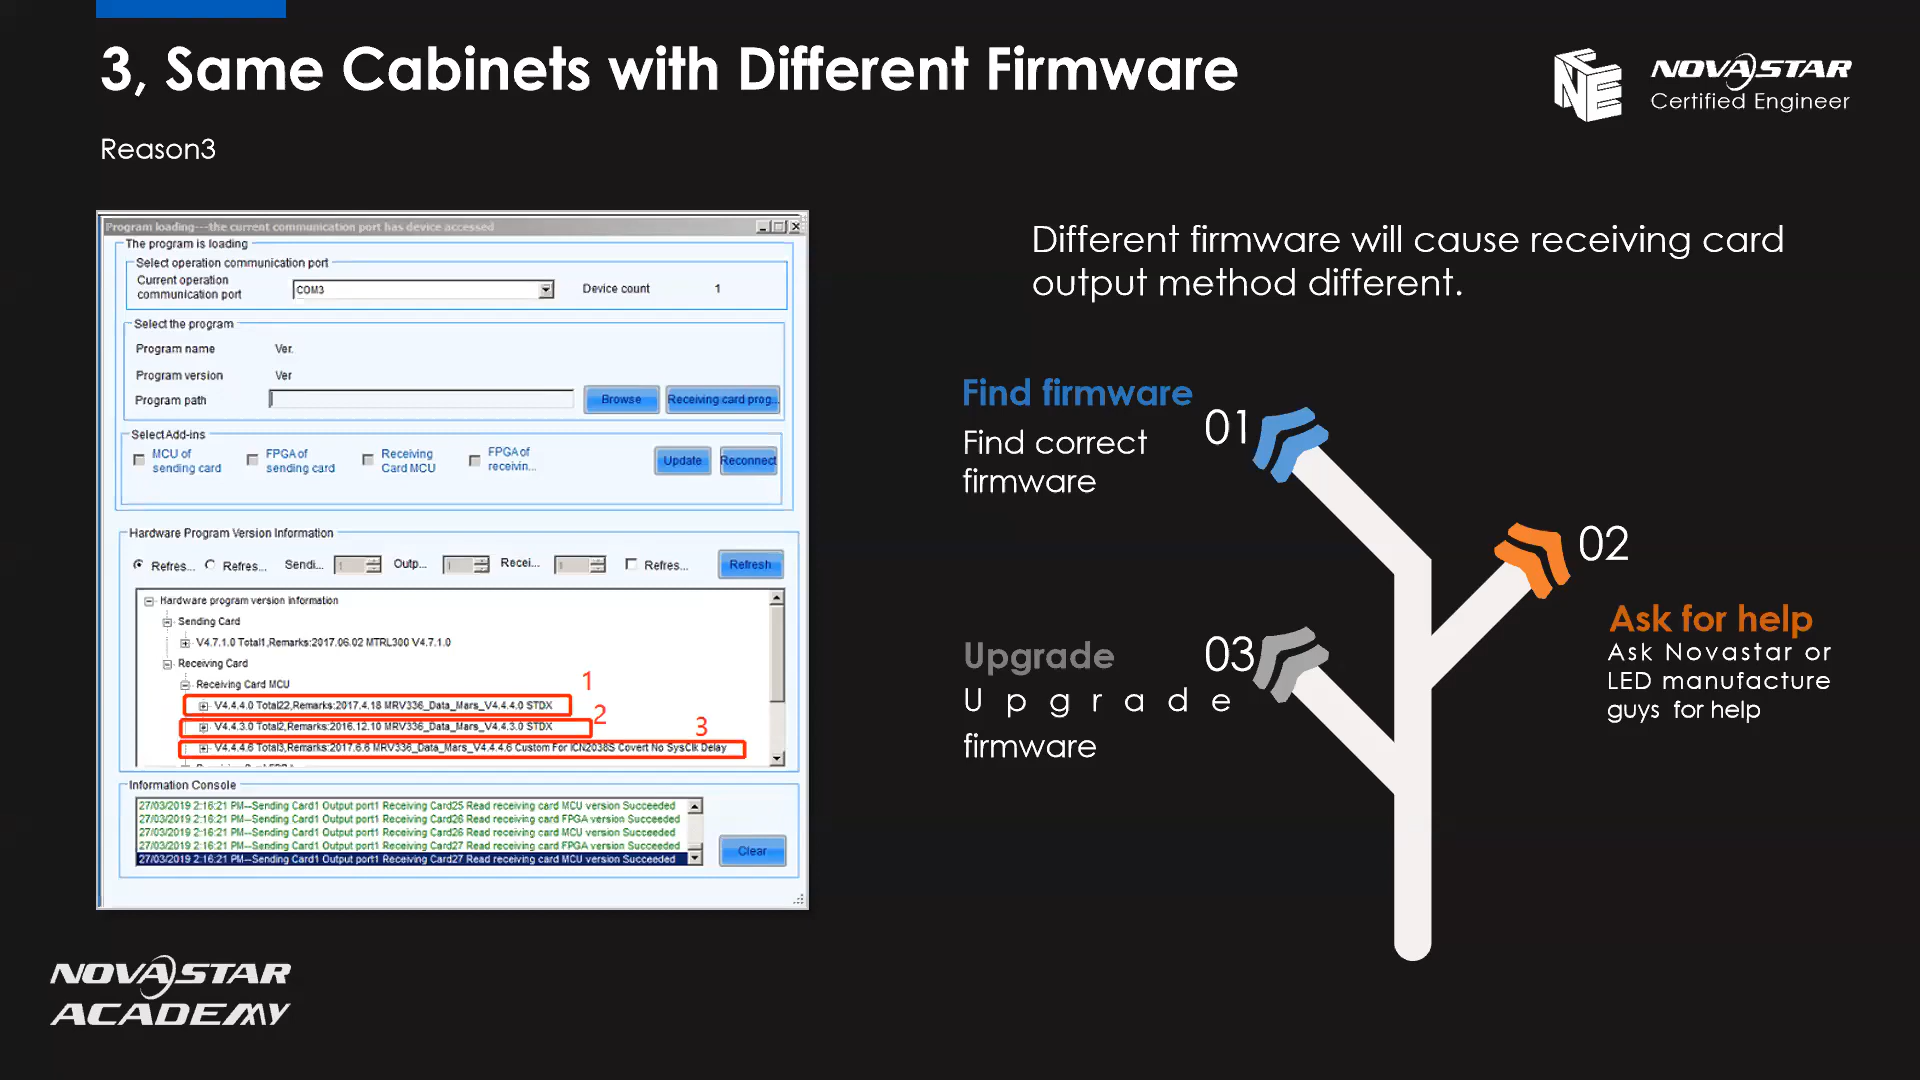 3, Same Cabinets with Different Firmware
NOVASTAR
Certified Engineer
Reason3
Program loading---the current communication port has device accessed
The program is loading
Select operation communication port
Current operation
communication port
COM3
Device count
1
Select the program
Program name
Ver.
Program version
Ver
Program path
Browse
Receiving card prog...
Select Add-ins
MCU of
sending card
FPGA of
sending card
Receiving
Card MCU
FPGA of
receivin...
Update
Reconnect
Hardware Program Version Information
Refres...
Refres...
Sendi...
1
Outp...
1
Recei...
1
Refres...
Refresh
Hardware program version information
Sending Card
V4.7.1.0 Total1,Remarks:2017.06.02 MTRL300 V4.7.1.0
Receiving Card
Receiving Card MCU
1
V4.4.4.0 Total22,Remarks:2017.4.18 MRV336_Data_Mars_V4.4.4.0 STDX
2
V4.4.3.0 Total2,Remarks:2016.12.10 MRV336_Data_Mars_V4.4.3.0 STDX
3
V4.4.4.6 Total3,Remarks:2017.6.6 MRV336_Data_Mars_V4.4.4.6 Custom For ICN2038S Covert No SysClk Delay
Information Console
27/03/2019 2:16:21 PM--Sending Card1 Output port1 Receiving Card25 Read receiving card MCU version Succeeded
27/03/2019 2:16:21 PM--Sending Card1 Output port1 Receiving Card26 Read receiving card FPGA version Succeeded
27/03/2019 2:16:21 PM--Sending Card1 Output port1 Receiving Card26 Read receiving card MCU version Succeeded
27/03/2019 2:16:21 PM--Sending Card1 Output port1 Receiving Card27 Read receiving card FPGA version Succeeded
27/03/2019 2:16:21 PM--Sending Card1 Output port1 Receiving Card27 Read receiving card MCU version Succeeded
Clear
Different firmware will cause receiving card
output method different.
Find firmware
01
Find correct
firmware
02
Ask for help
Ask Novastar or
LED manufacture
guys for help
Upgrade
03
Upgrade
firmware
NOVASTAR
ACADEMY